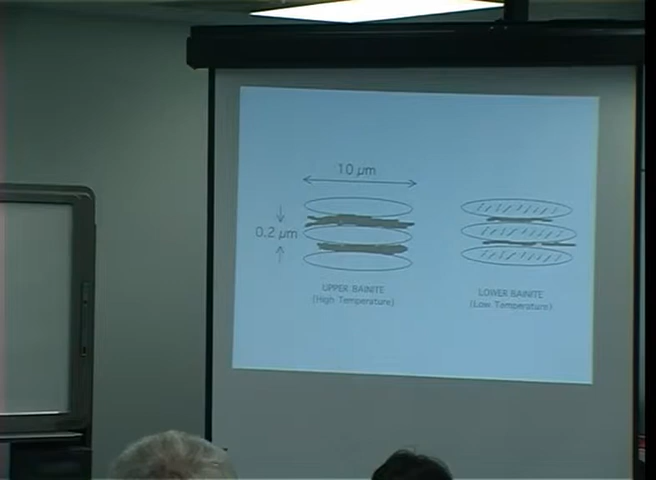 10 µm
0.2 µm
UPPER BAINITE
(High Temperature)
LOWER BAINITE
(Low Temperature)